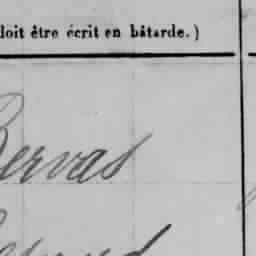 doit être écrit en bâtarde.)
Bervas